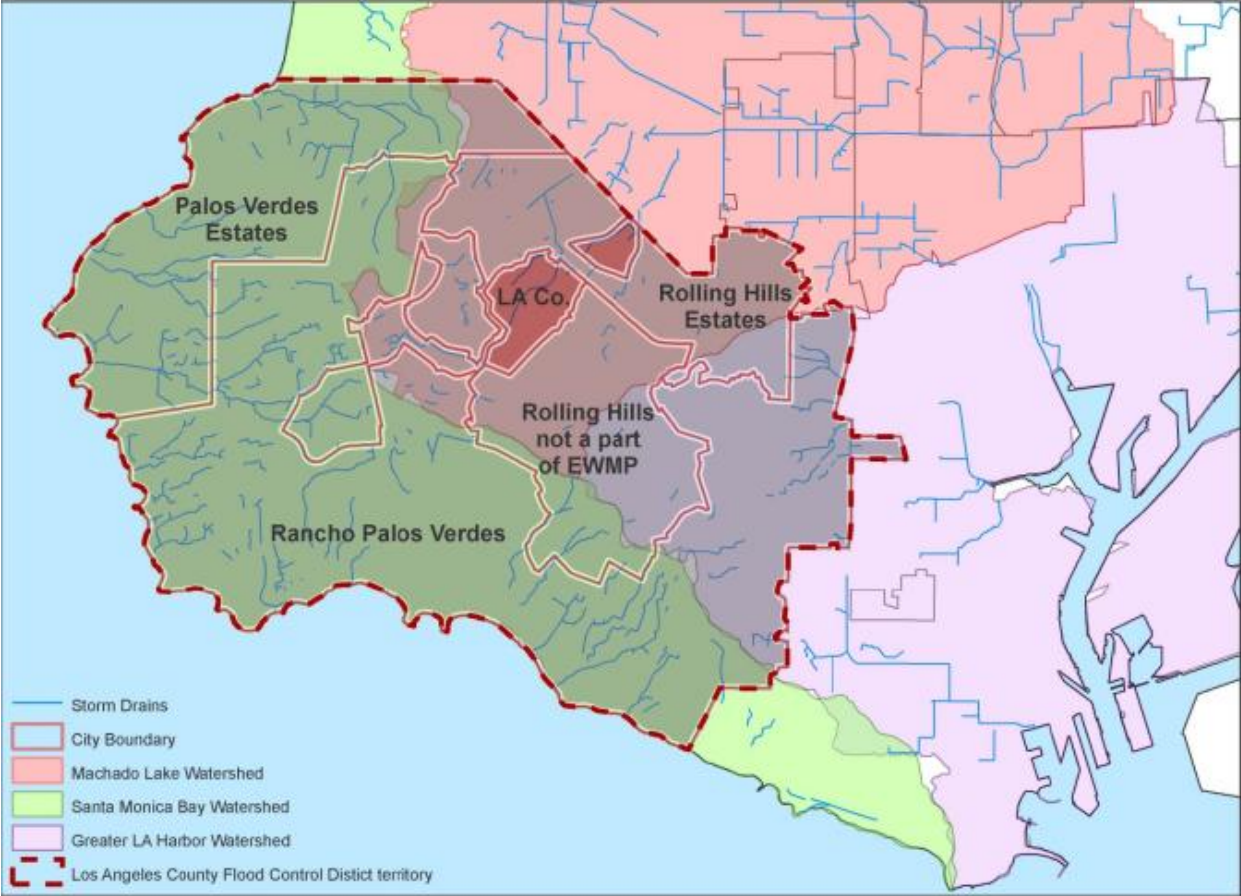 Palos Verdes
Estates
LA Co.
Rolling Hills
Estates
Rolling Hills
not a part
of EWMP
Rancho Palos Verdes
Storm Drains
City Boundary
Machado Lake Watershed
Santa Monica Bay Watershed
Greater LA Harbor Watershed
Los Angeles County Flood Control Distict territory